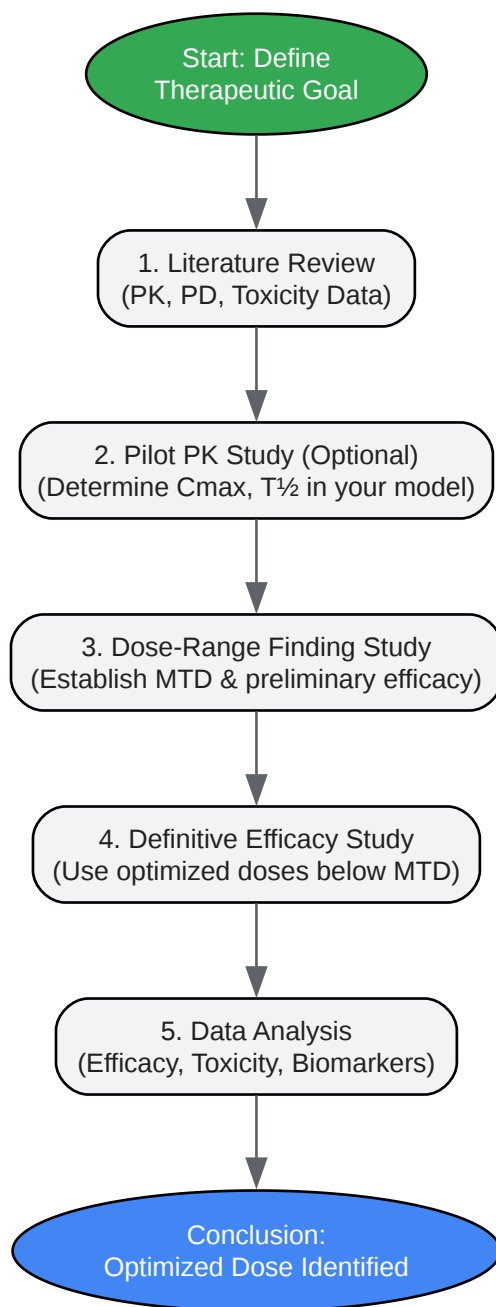 Start: Define
Therapeutic Goal
1. Literature Review
(PK, PD, Toxicity Data)
2. Pilot PK Study (Optional)
(Determine Cmax, T½ in your model)
3. Dose-Range Finding Study
(Establish MTD & preliminary efficacy)
4. Definitive Efficacy Study
(Use optimized doses below MTD)
5. Data Analysis
(Efficacy, Toxicity, Biomarkers)
Conclusion:
Optimized Dose Identified